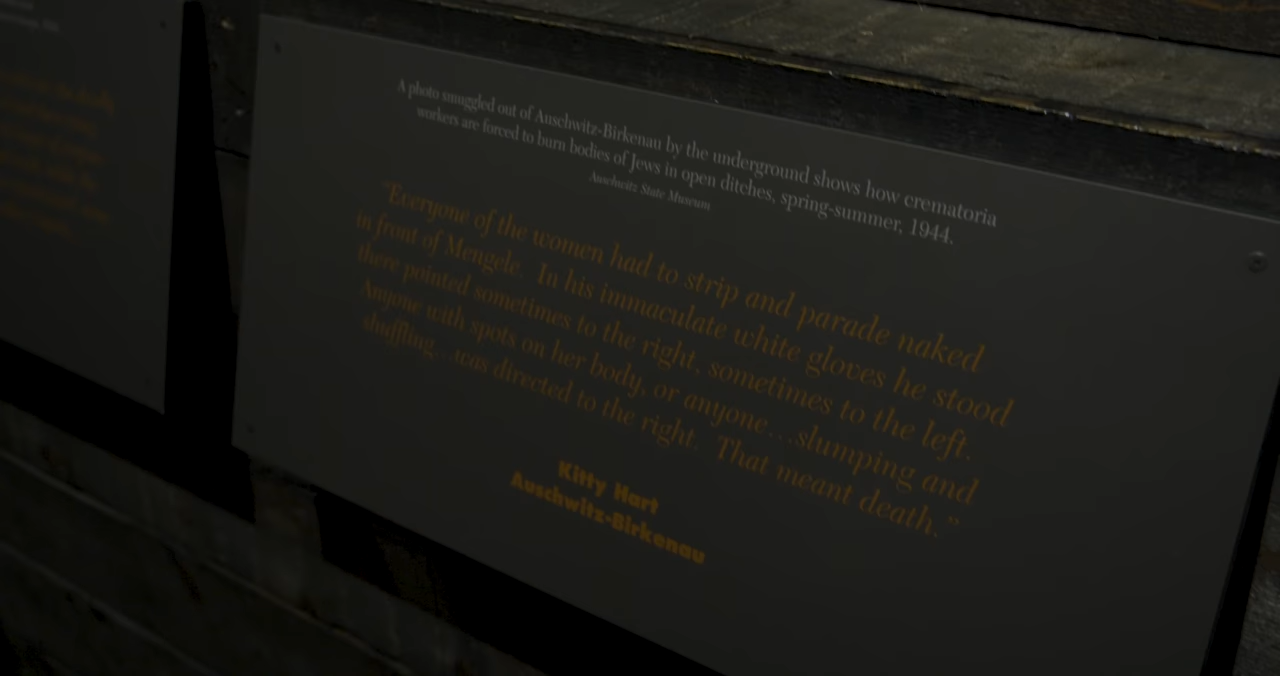 A photo smuggled out of Auschwitz-Birkenau by the underground shows how crematoria
workers are forced to burn bodies of Jews in open ditches, spring-summer, 1944.
Auschwitz State Museum
"Everyone of the women had to strip and parade naked
in front of Mengele. In his immaculate white gloves he stood
there pointed sometimes to the right, sometimes to the left.
Anyone with spots on her body, or anyone...slumping and
shuffling...was directed to the right. That meant death."
Kitty Hart
Auschwitz-Birkenau